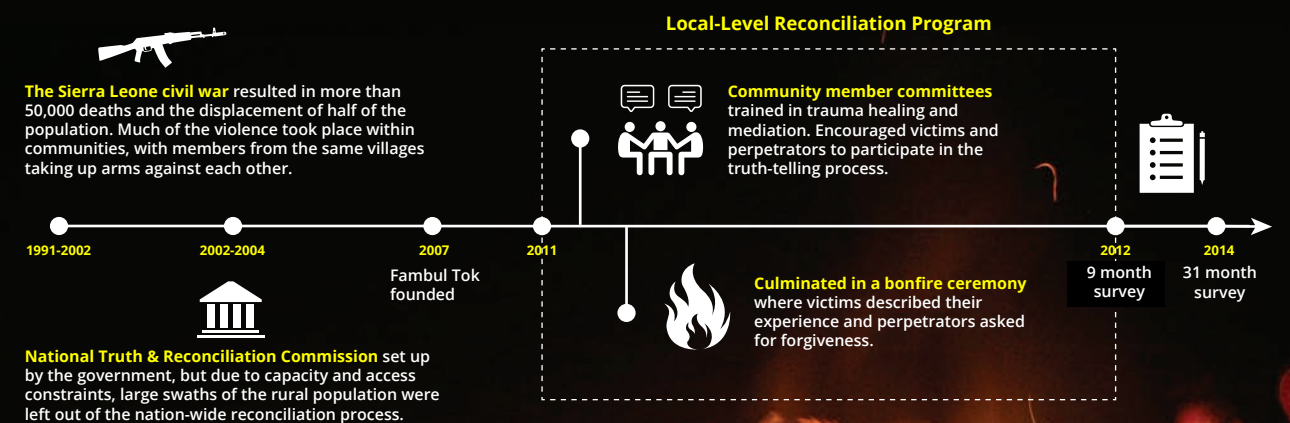 Local-Level Reconciliation Program
The Sierra Leone civil war resulted in more than
50,000 deaths and the displacement of half of the
population. Much of the violence took place within
communities, with members from the same villages
taking up arms against each other.
Community member committees
trained in trauma healing and
mediation. Encouraged victims and
perpetrators to participate in the
truth-telling process.
1991-2002
2002-2004
2007
2011
2012
2014
Fambul Tok
founded
9 month
survey
31 month
survey
Culminated in a bonfire ceremony
where victims described their
experience and perpetrators asked
for forgiveness.
National Truth & Reconciliation Commission set up
by the government, but due to capacity and access
constraints, large swaths of the rural population were
left out of the nation-wide reconciliation process.